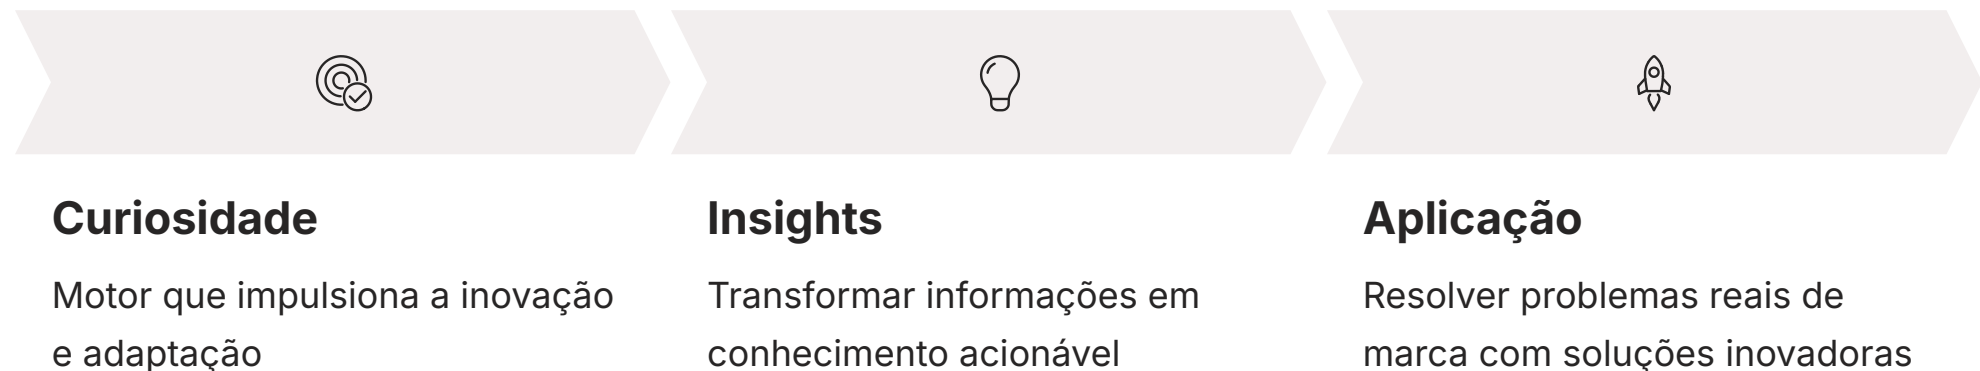 Curiosidade
Motor que impulsiona a inovação
e adaptação
Insights
Transformar informações em
conhecimento acionável
Aplicação
Resolver problemas reais de
marca com soluções inovadoras